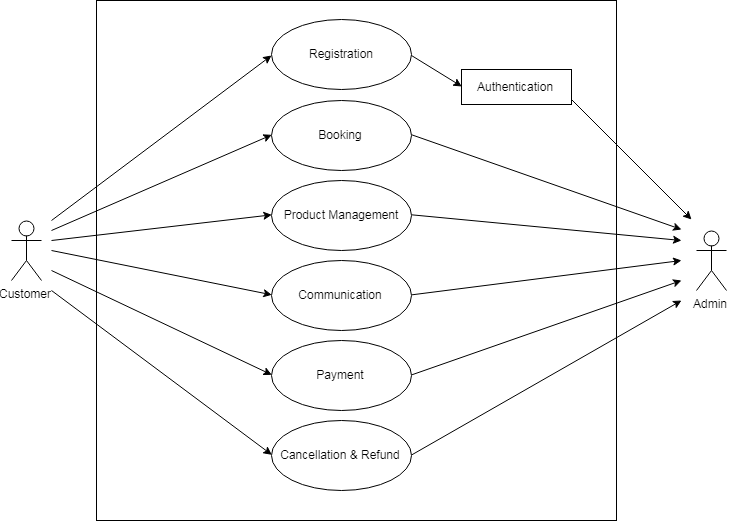 Registration
Authentication
Booking
Product Management
Communication
Customer
Admin
Payment
Cancellation & Refund